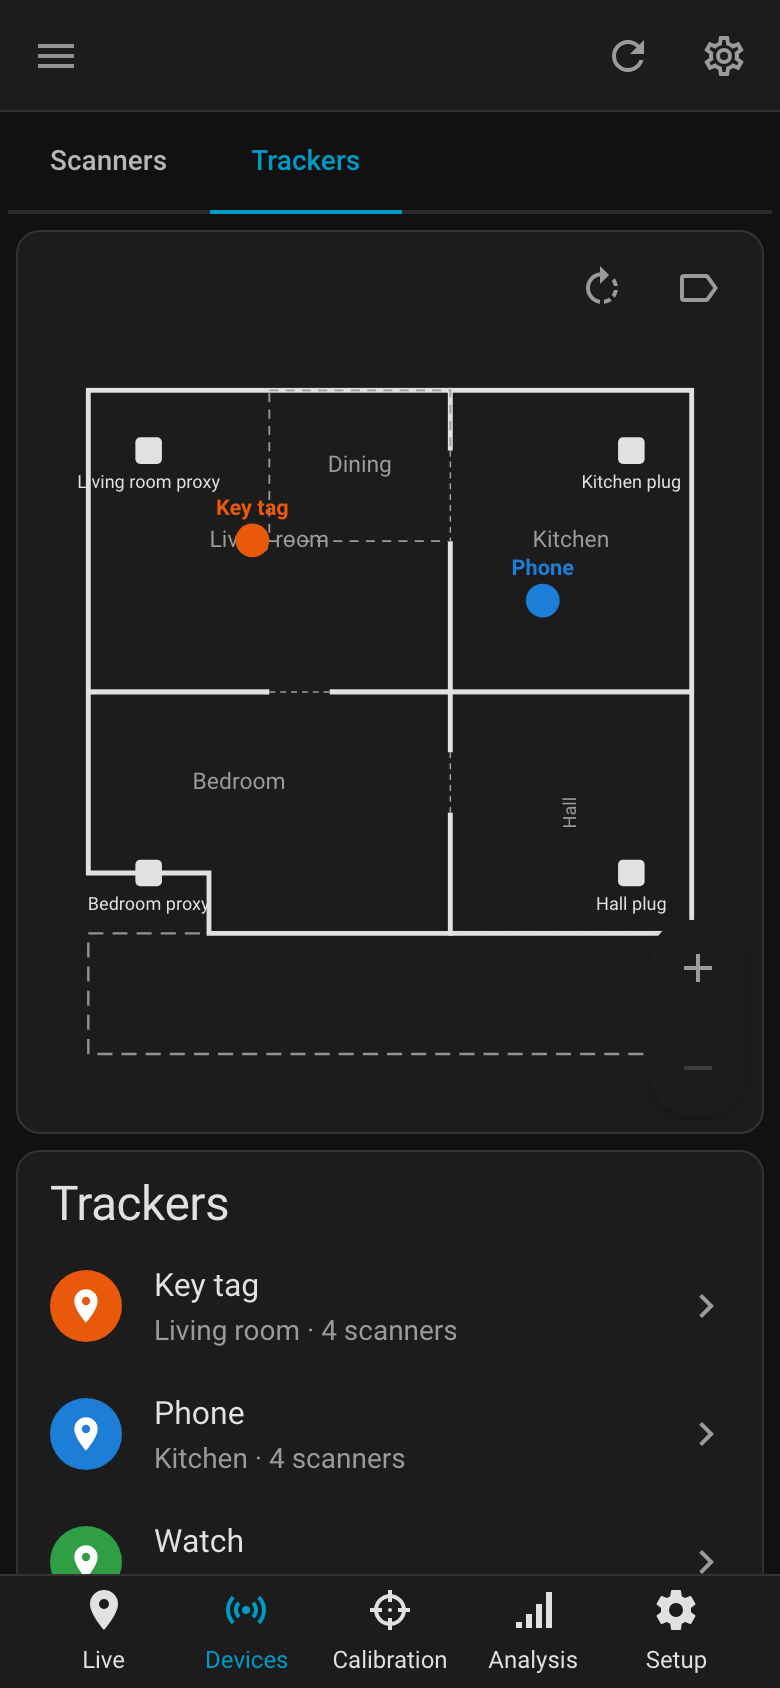 Scanners
Trackers
Dining
Living room proxy
Kitchen plug
Key tag
Living room
Kitchen
Phone
Bedroom
Hall
Bedroom proxy
Hall plug
Trackers
Key tag
Living room · 4 scanners
Phone
Kitchen · 4 scanners
Watch
Live
Devices
Calibration
Analysis
Setup